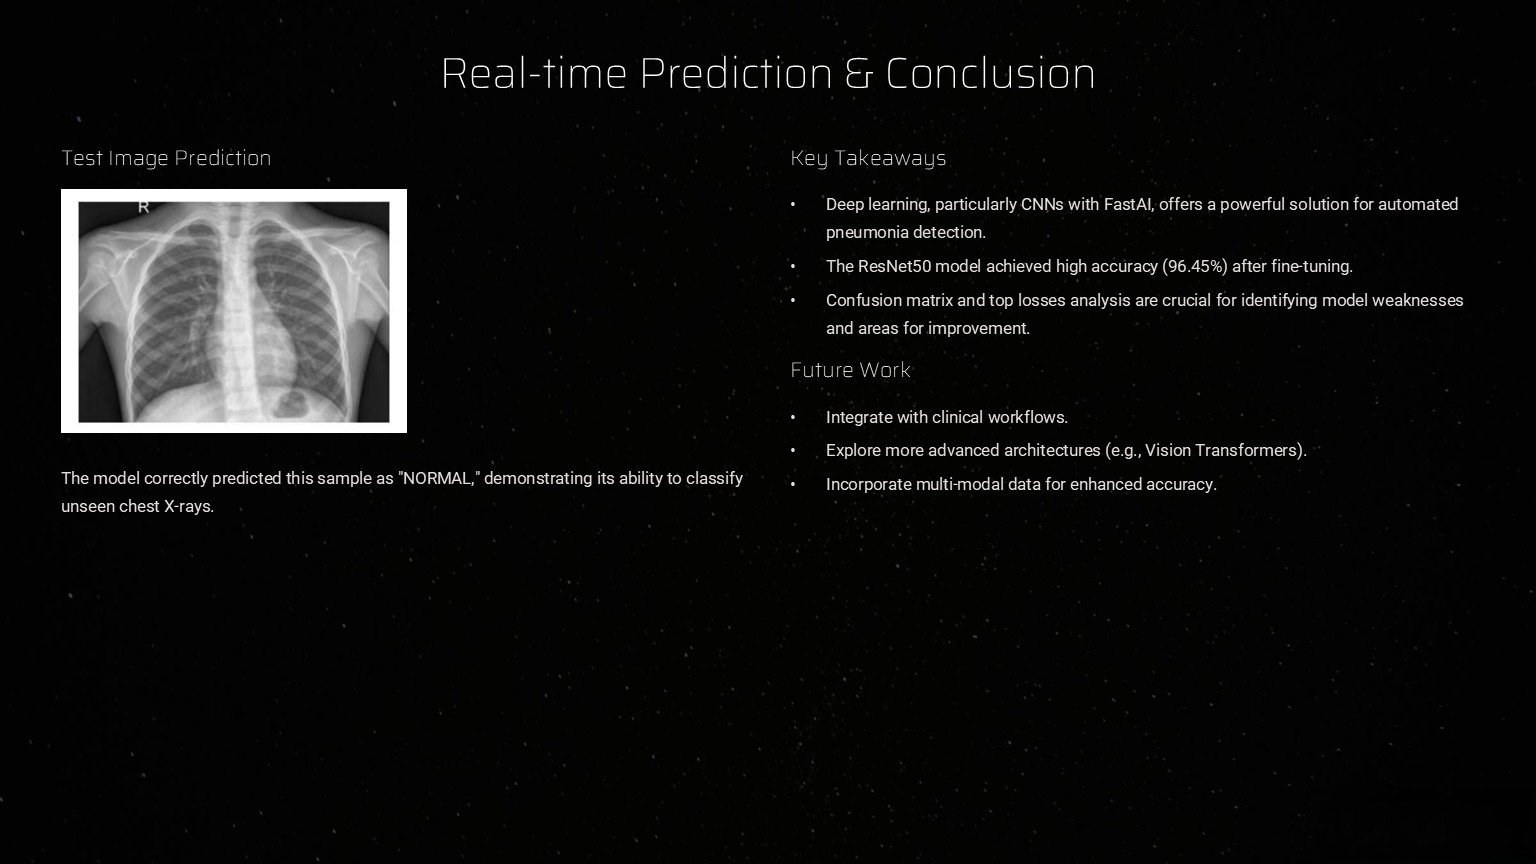 Real-time Prediction & Conclusion
Test Image Prediction
R
The model correctly predicted this sample as "NORMAL," demonstrating its ability to classify
unseen chest X-rays.
Key Takeaways
• Deep learning, particularly CNNs with FastAI, offers a powerful solution for automated
pneumonia detection.
• The ResNet50 model achieved high accuracy (96.45%) after fine-tuning.
• Confusion matrix and top losses analysis are crucial for identifying model weaknesses
and areas for improvement.
Future Work
• Integrate with clinical workflows.
• Explore more advanced architectures (e.g., Vision Transformers).
• Incorporate multi-modal data for enhanced accuracy.